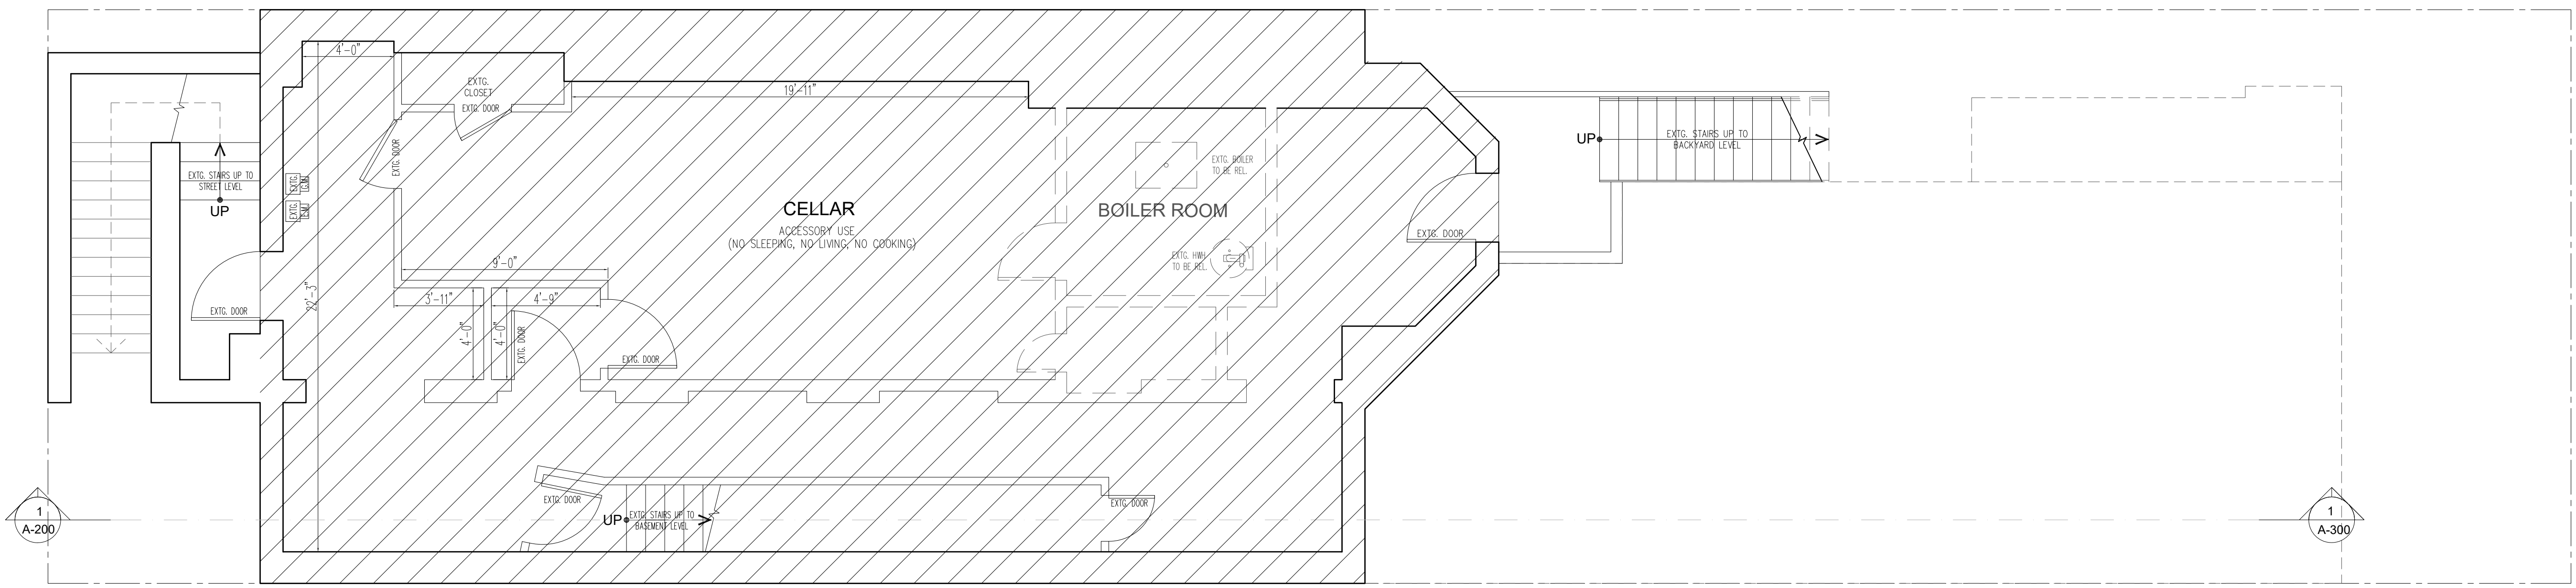 4'-0"
EXTG.
CLOSET
EXTG. DOOR
19'-11"
EXTG. DOOR
EXTG. STAIRS UP TO
STREET LEVEL
UP
EXTG.
G.M.
EXTG.
E.M.
CELLAR
ACCESSORY USE
(NO SLEEPING, NO LIVING, NO COOKING)
EXTG. BOILER
TO BE REL.
BOILER ROOM
EXTG. HWH
TO BE REL.
UP
EXTG. STAIRS UP TO
BACKYARD LEVEL
EXTG. DOOR
EXTG. DOOR
22'-3"
9'-0"
3'-11"
4'-9"
4'-0"
4'-0"
EXTG. DOOR
EXTG. DOOR
EXTG. DOOR
UP
EXTG. STAIRS UP TO
BASEMENT LEVEL
EXTG. DOOR
1
A-200
1
A-300